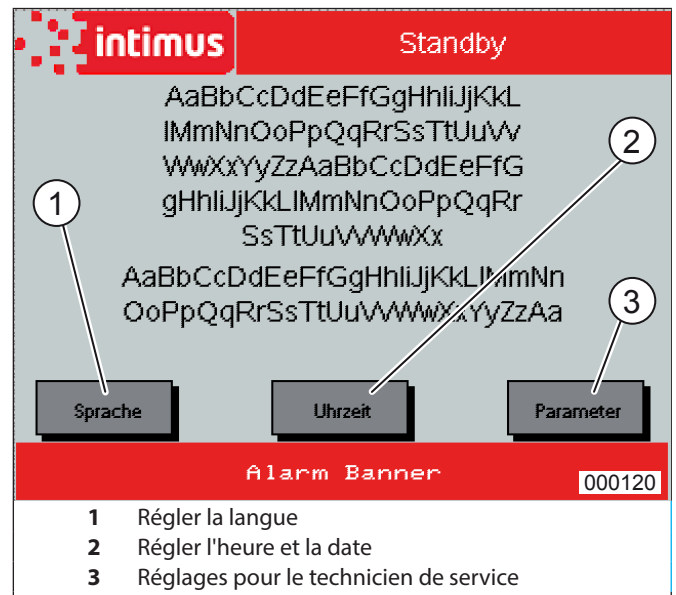 intimus
Standby
AaBbCcDdEeFfGgHhIiJjKkL
lMmNnOoPpQqRrSsTtUuVv
WwXxYyZzAaBbCcDdEeFfG
gHhIiJjKkLlMmNnOoPpQqRr
SsTtUuVvWwXx
AaBbCcDdEeFfGgHhIiJjKkLlMmNn
OoPpQqRrSsTtUuVvWwXxYyZzAa
1
2
3
Sprache
Uhrzeit
Parameter
Alarm Banner
000120
1 Régler la langue
2 Régler l'heure et la date
3 Réglages pour le technicien de service